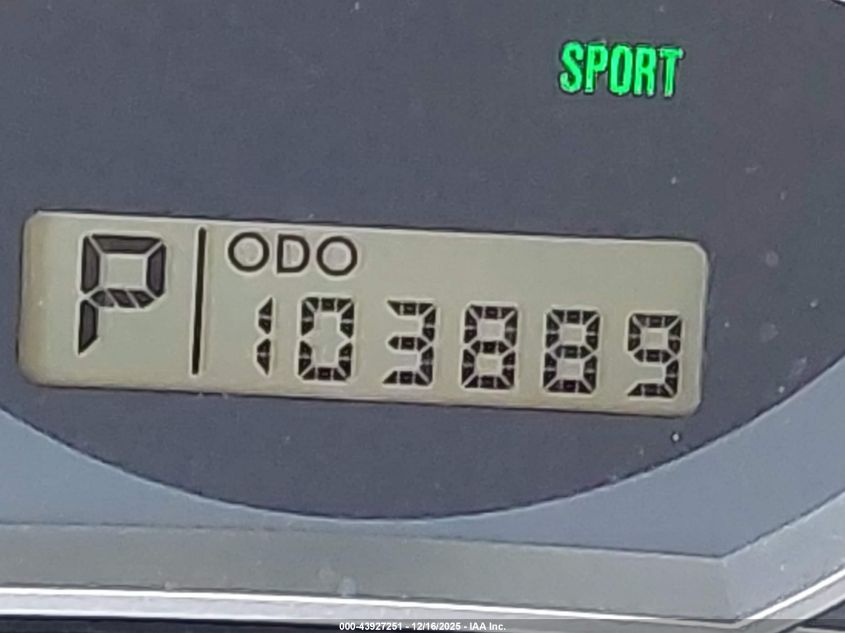 SPORT
P
ODO
103889
000-43927251 - 12/16/2025 - IAA Inc.